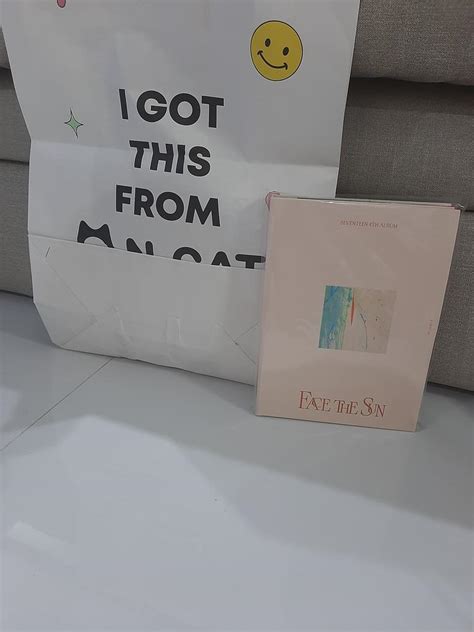 I GOT
THIS
FROM
SEVENTEEN 4TH ALBUM
FACE THE SUN